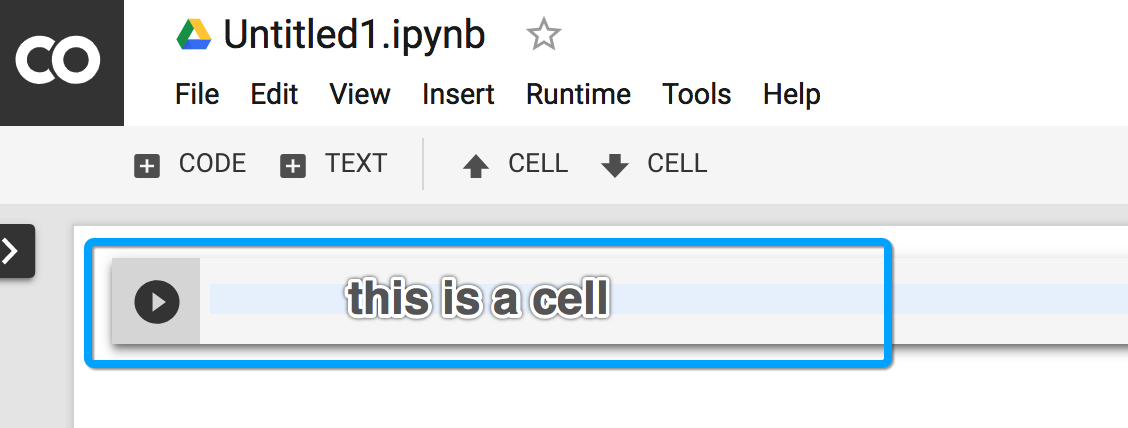 CO
Untitled1.ipynb
File Edit View Insert Runtime Tools Help
CODE TEXT CELL CELL
this is a cell